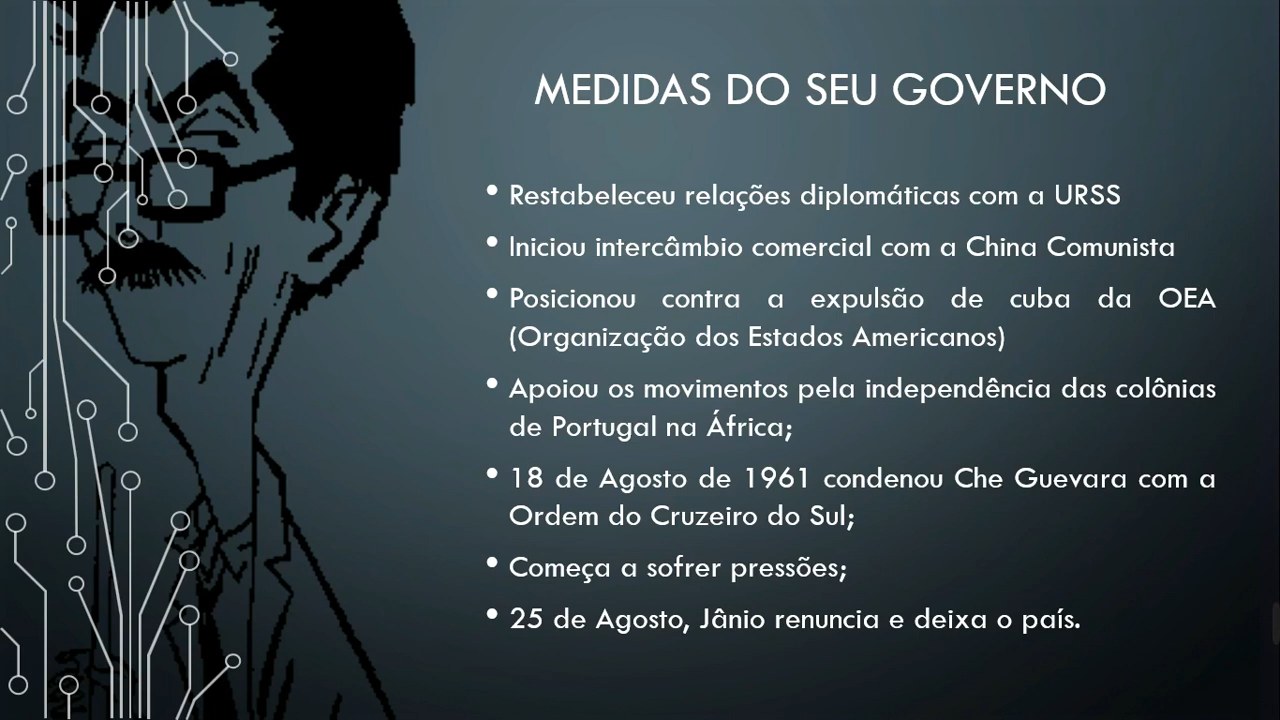 MEDIDAS DO SEU GOVERNO
• Restabeleceu relações diplomáticas com a URSS
• Iniciou intercâmbio comercial com a China Comunista
• Posicionou contra a expulsão de cuba da OEA
(Organização dos Estados Americanos)
• Apoiou os movimentos pela independência das colônias
de Portugal na África;
• 18 de Agosto de 1961 condenou Che Guevara com a
Ordem do Cruzeiro do Sul;
• Começa a sofrer pressões;
• 25 de Agosto, Jânio renuncia e deixa o país.